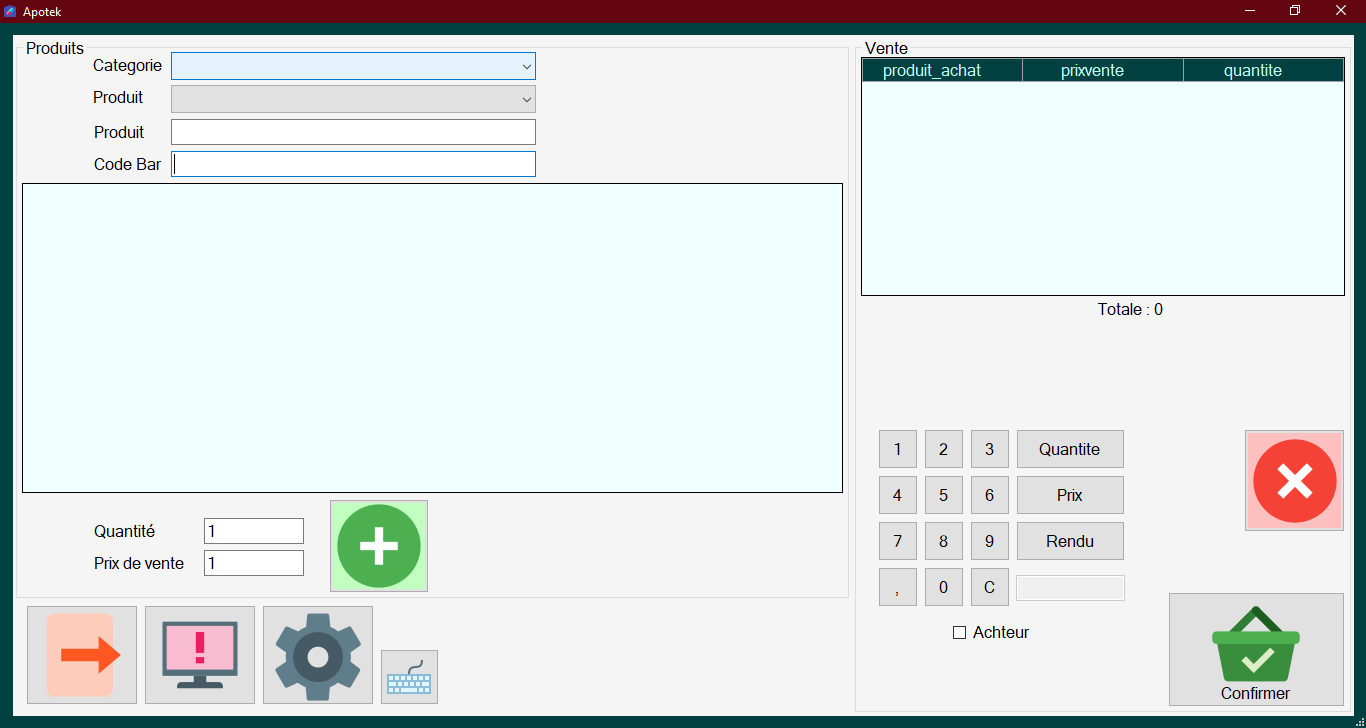 Apotek
Produits
Categorie
Produit
Produit
Code Bar
Quantité 1
Prix de vente 1
Vente
produit_achat prixvente quantite
Totale : 0
1 2 3 Quantite
4 5 6 Prix
7 8 9 Rendu
, 0 C
Achteur
Confirmer